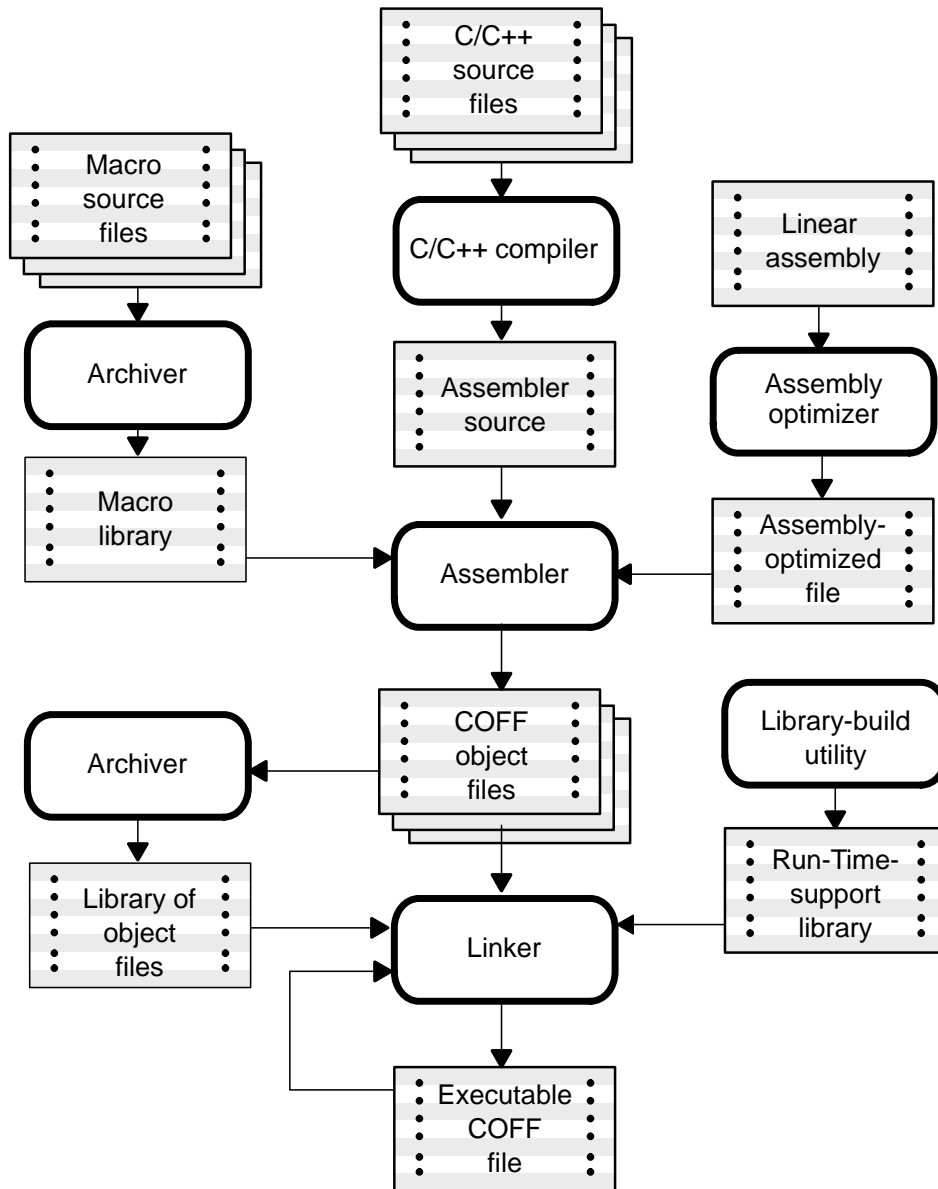 C/C++
source
files
Macro
source
files
C/C++ compiler
Linear
assembly
Archiver
Assembler
source
Assembly
optimizer
Macro
library
Assembler
Assembly-
optimized
file
Archiver
COFF
object
files
Library-build
utility
Library of
object
files
Linker
Run-Time-
support
library
Executable
COFF
file